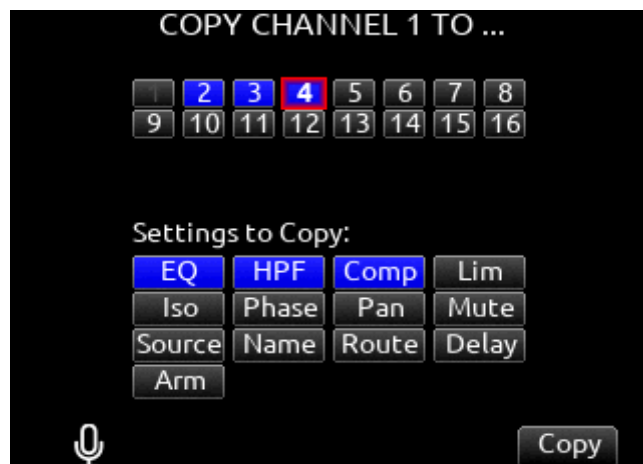 COPY CHANNEL 1 TO ...
1 2 3 4 5 6 7 8
9 10 11 12 13 14 15 16
Settings to Copy:
EQ HPF Comp Lim
Iso Phase Pan Mute
Source Name Route Delay
Arm
Copy